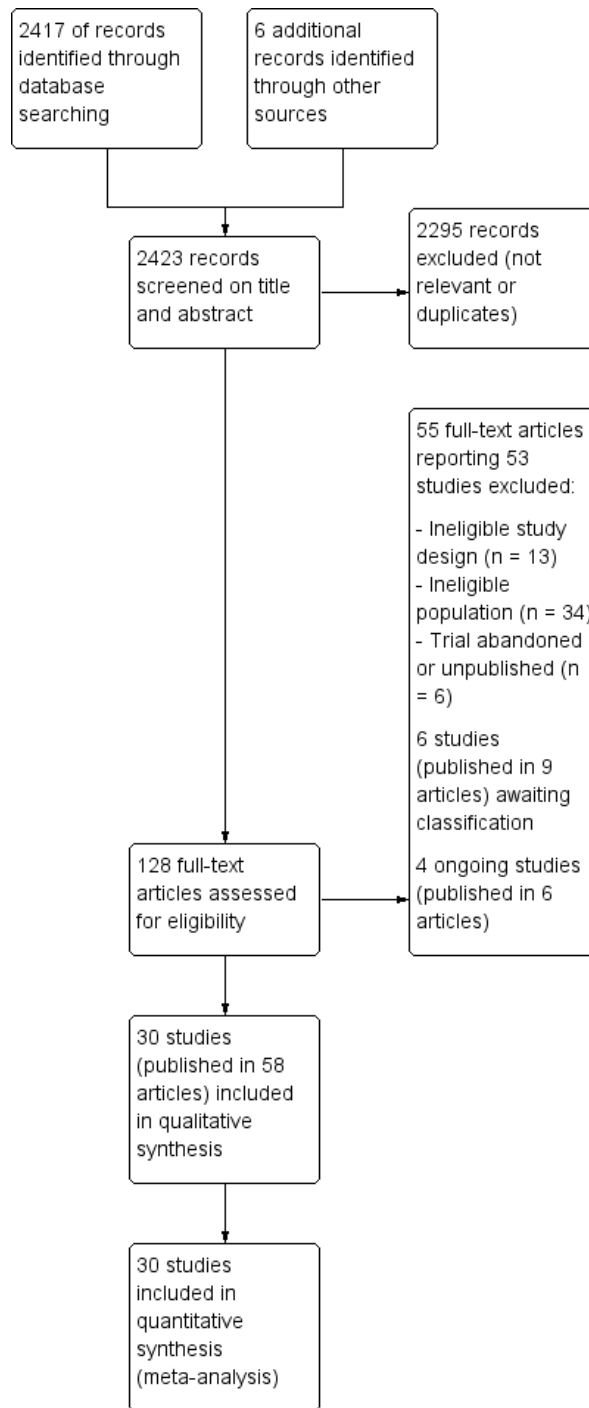 2417 of records
identified through
database
searching
6 additional
records identified
through other
sources
2423 records
screened on title
and abstract
2295 records
excluded (not
relevant or
duplicates)
55 full-text articles
reporting 53
studies excluded:
- Ineligible study
design (n = 13)
- Ineligible
population (n = 34)
- Trial abandoned
or unpublished (n
= 6)
6 studies
(published in 9
articles) awaiting
classification
4 ongoing studies
(published in 6
articles)
128 full-text
articles assessed
for eligibility
30 studies
(published in 58
articles) included
in qualitative
synthesis
30 studies
included in
quantitative
synthesis
(meta-analysis)